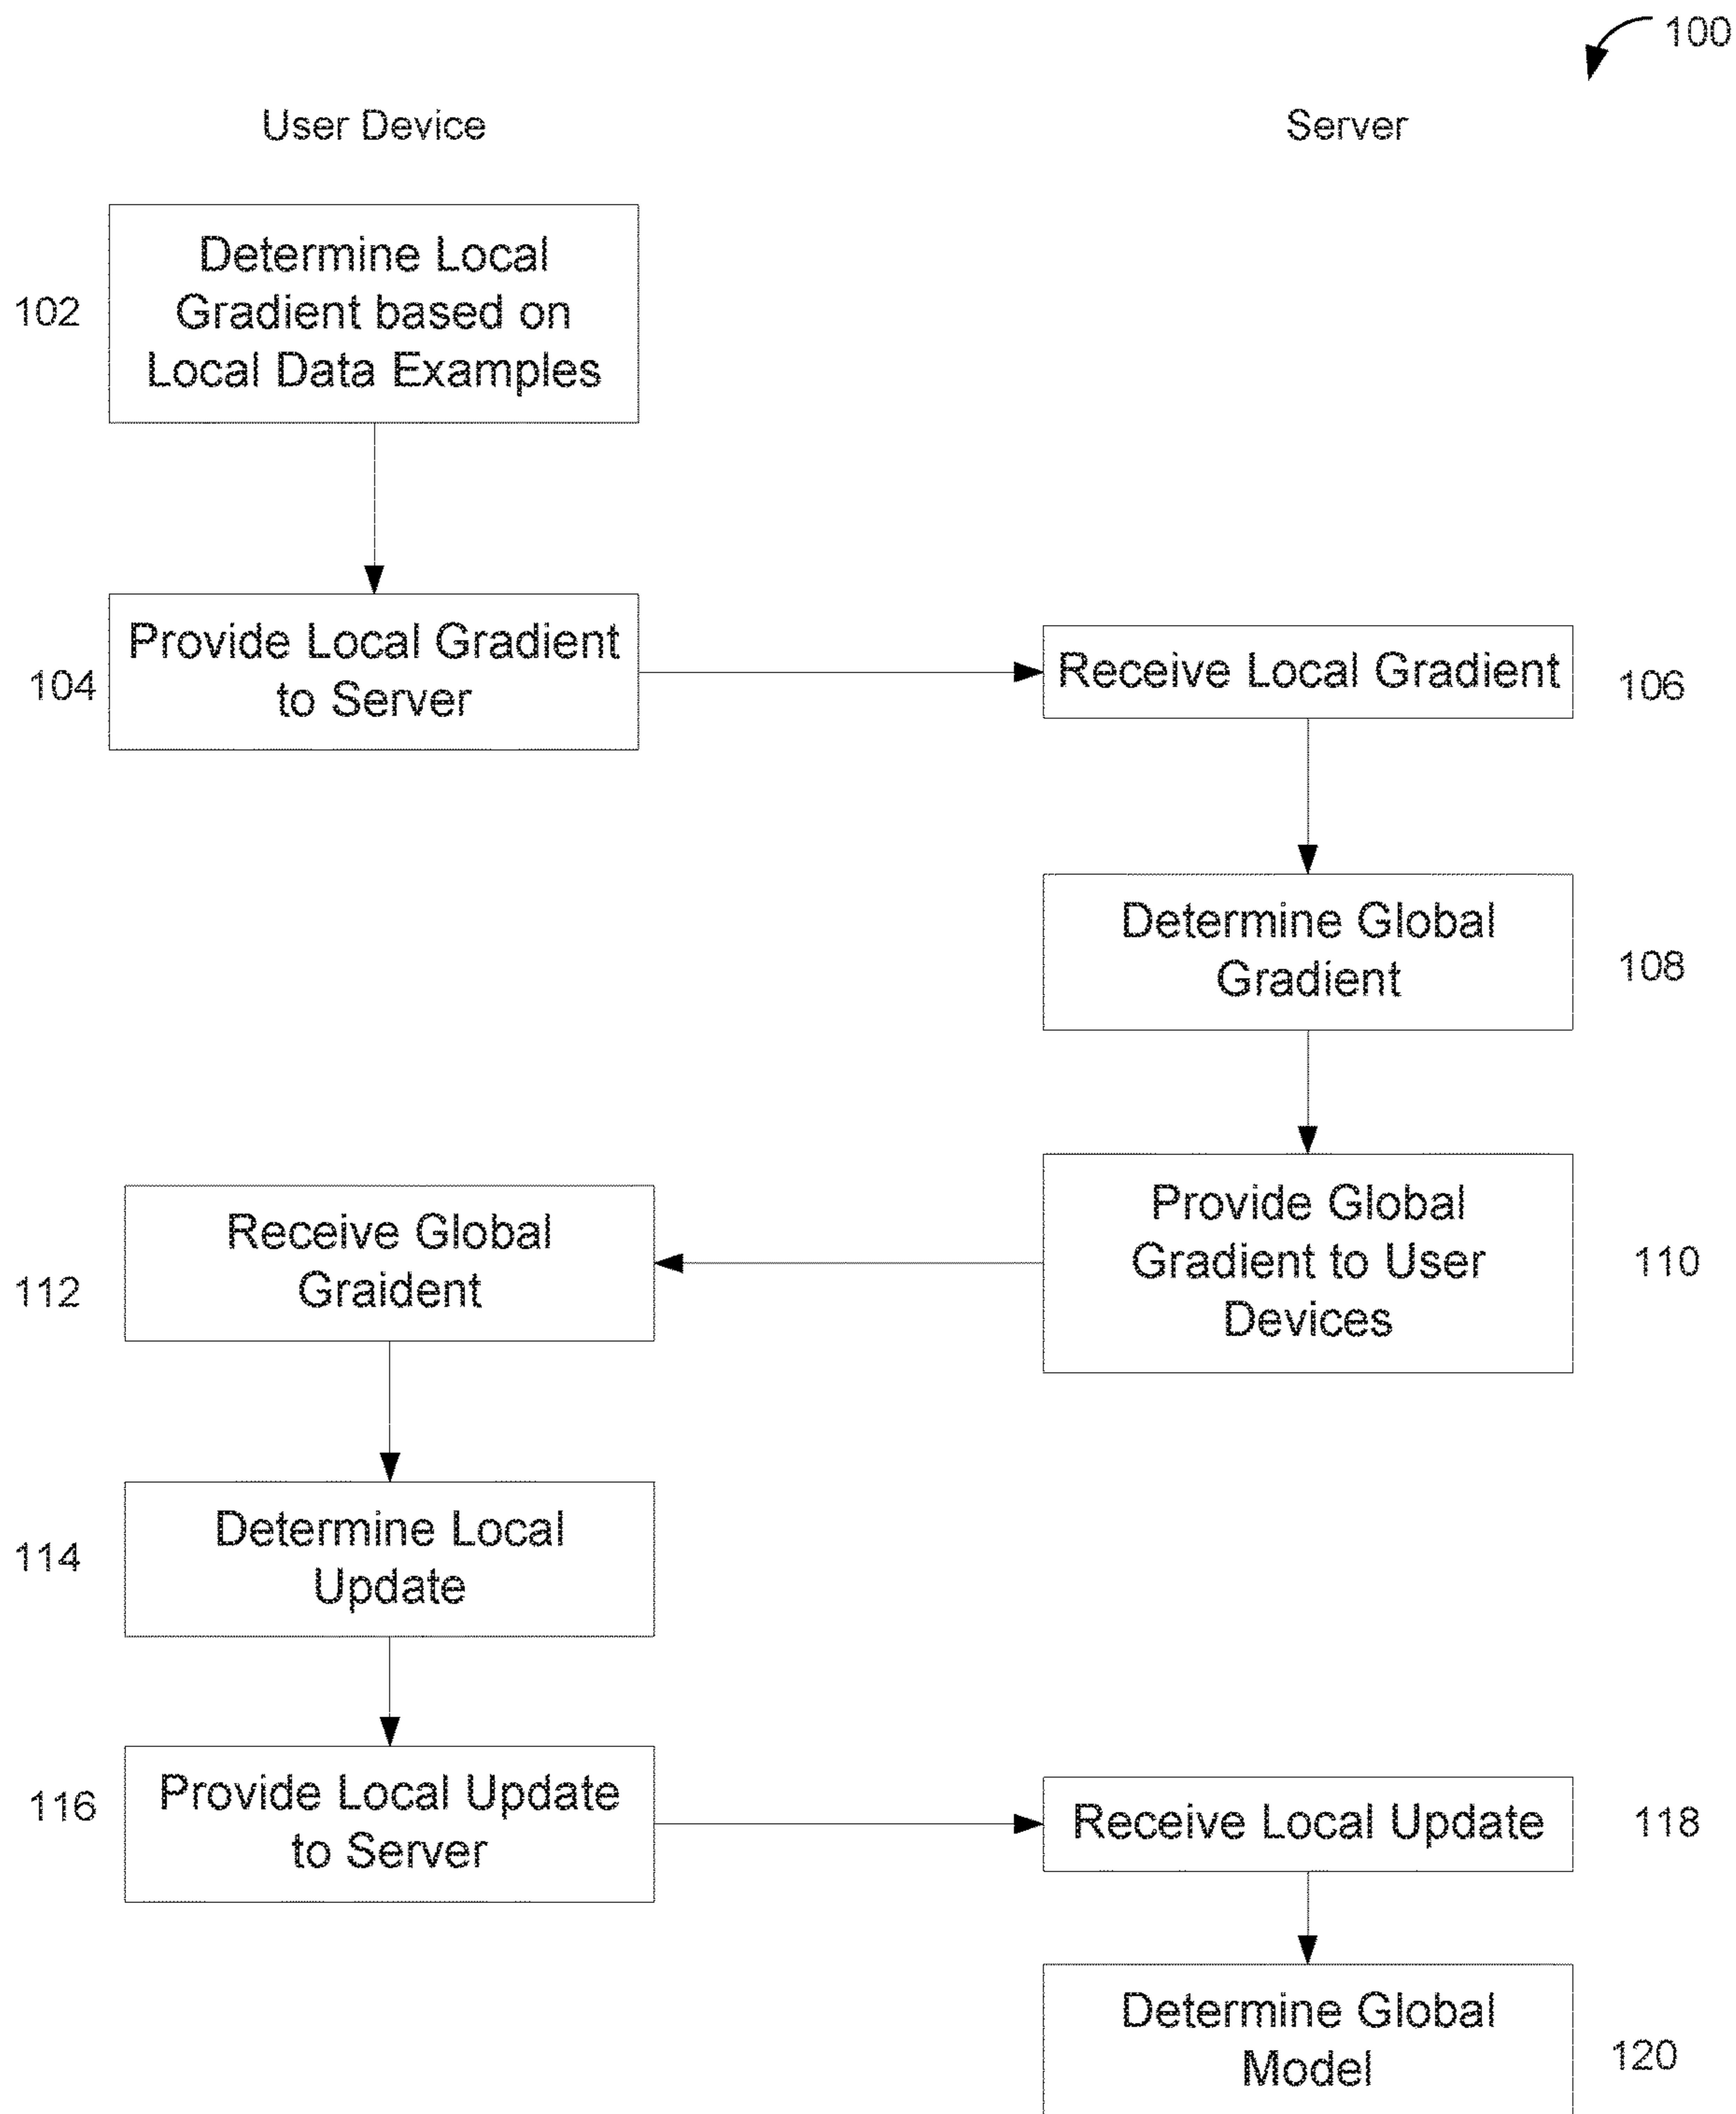 100
User Device
Server
102
Determine Local
Gradient based on
Local Data Examples
104
Provide Local Gradient
to Server
Receive Local Gradient
106
Determine Global
Gradient
108
Provide Global
Gradient to User
Devices
110
112
Receive Global
Graident
114
Determine Local
Update
116
Provide Local Update
to Server
Receive Local Update
118
Determine Global
Model
120